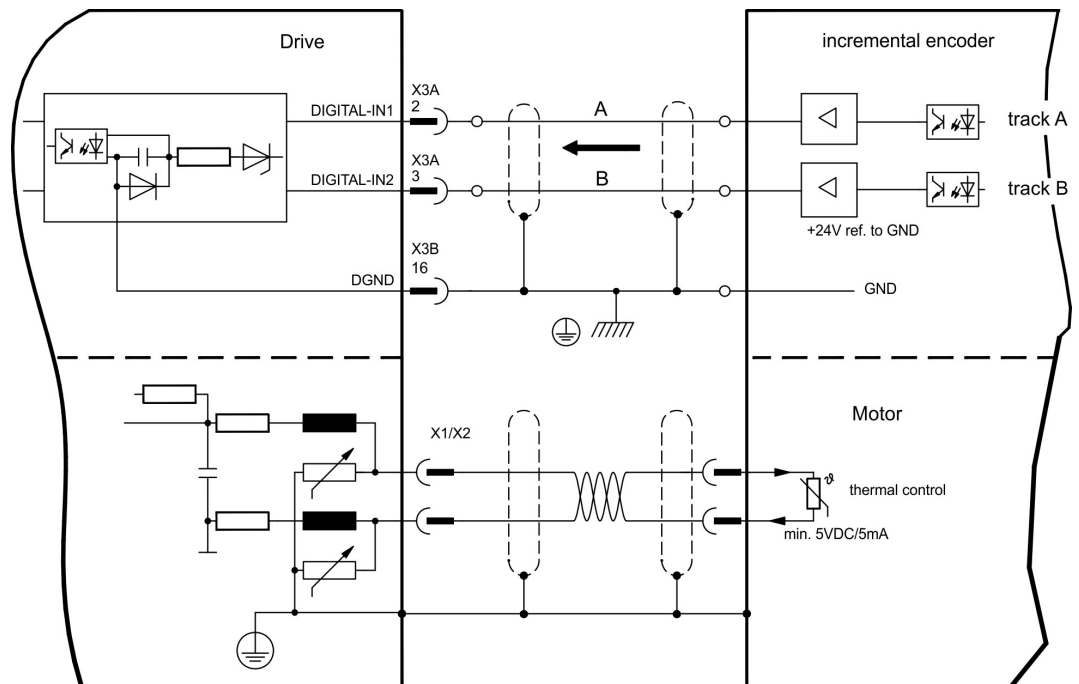 Drive
incremental encoder
DIGITAL-IN1
X3A
2
A
track A
DIGITAL-IN2
X3A
3
B
track B
+24V ref. to GND
DGND
X3B
16
GND
Motor
X1/X2
ϑ
thermal control
min. 5VDC/5mA